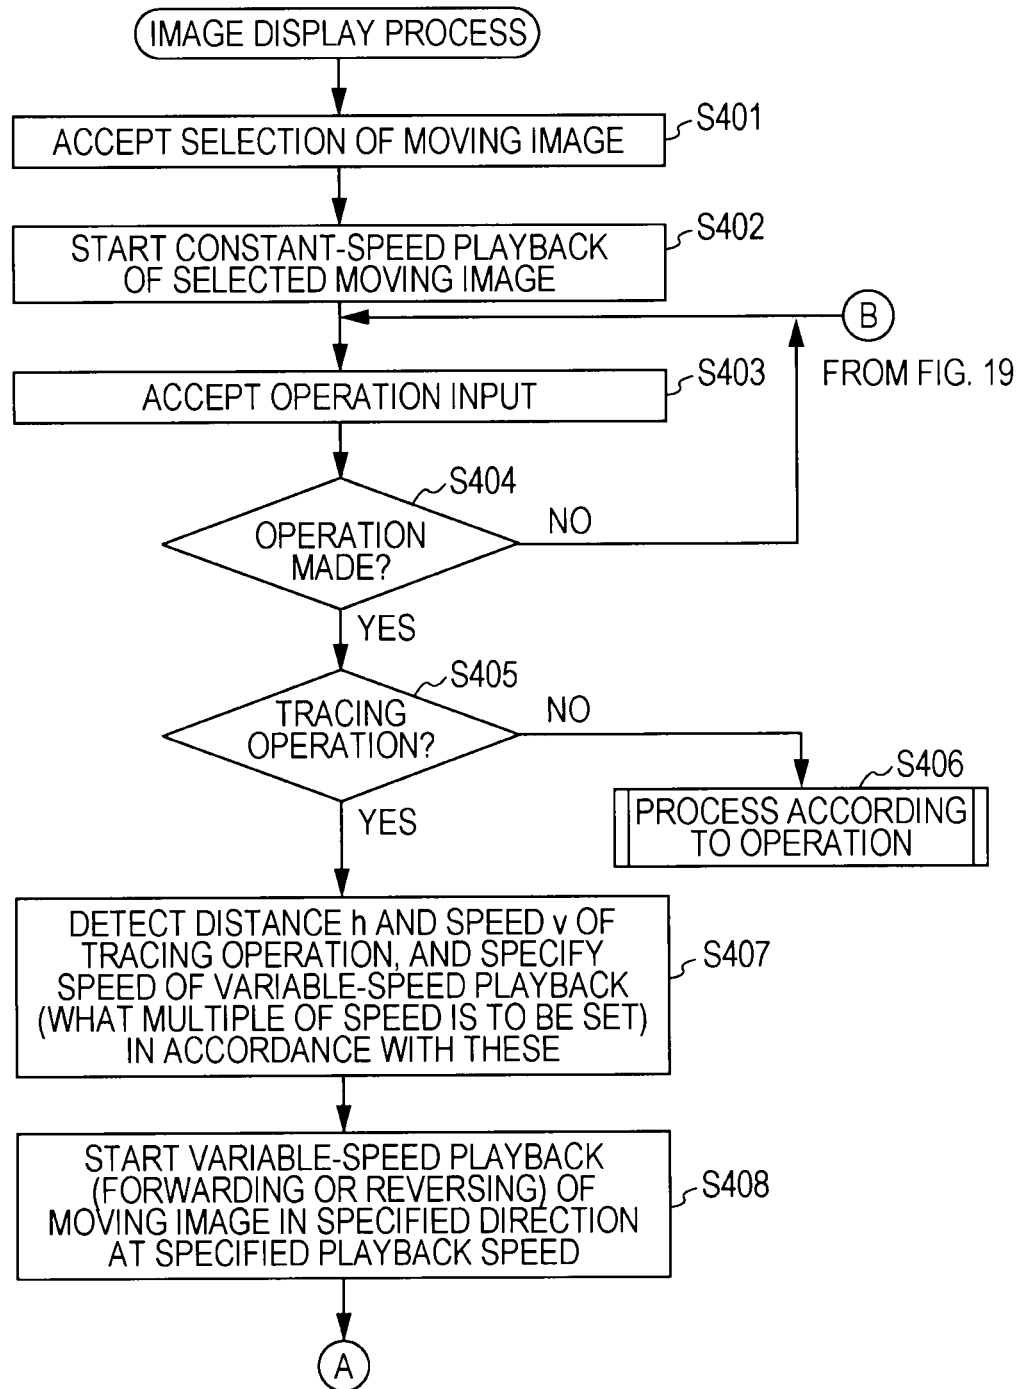 IMAGE DISPLAY PROCESS
S401
ACCEPT SELECTION OF MOVING IMAGE
S402
START CONSTANT-SPEED PLAYBACK
OF SELECTED MOVING IMAGE
B
FROM FIG. 19
S403
ACCEPT OPERATION INPUT
S404
OPERATION
MADE?
NO
YES
S405
TRACING
OPERATION?
NO
YES
S406
PROCESS ACCORDING
TO OPERATION
S407
DETECT DISTANCE h AND SPEED v OF
TRACING OPERATION, AND SPECIFY
SPEED OF VARIABLE-SPEED PLAYBACK
(WHAT MULTIPLE OF SPEED IS TO BE SET)
IN ACCORDANCE WITH THESE
S408
START VARIABLE-SPEED PLAYBACK
(FORWARDING OR REVERSING) OF
MOVING IMAGE IN SPECIFIED DIRECTION
AT SPECIFIED PLAYBACK SPEED
A